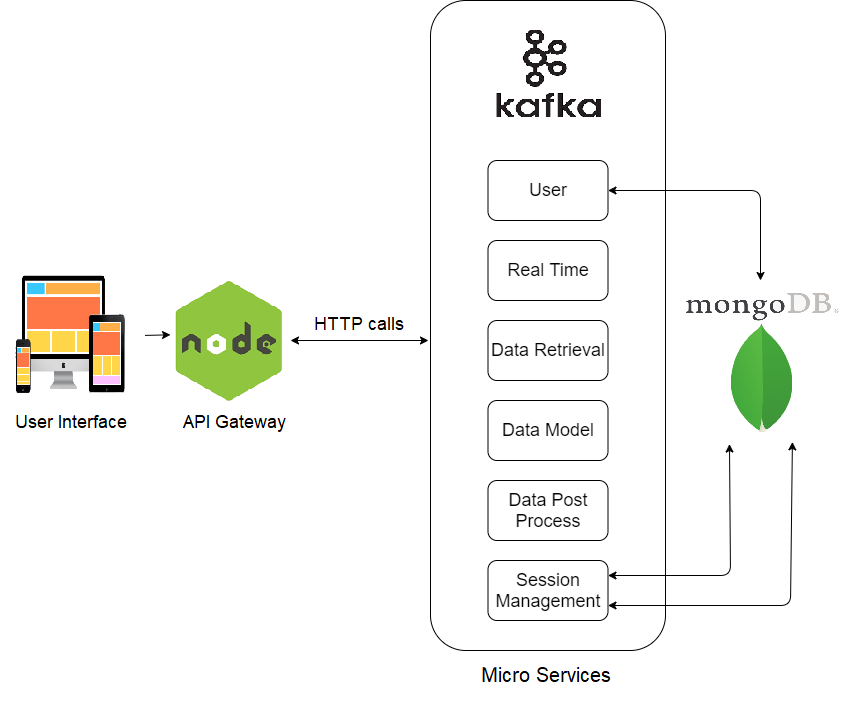 kafka
User
Real Time
mongoDB
HTTP calls
node
Data Retrieval
User Interface
API Gateway
Data Model
Data Post
Process
Session
Management
Micro Services